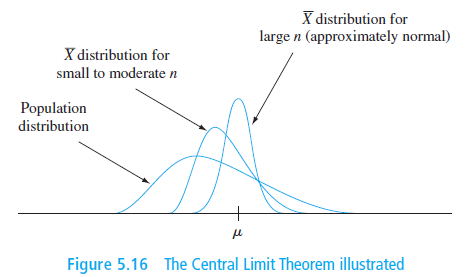 X̅ distribution for
large n (approximately normal)
X̅ distribution for
small to moderate n
Population
distribution
μ
Figure 5.16 The Central Limit Theorem illustrated